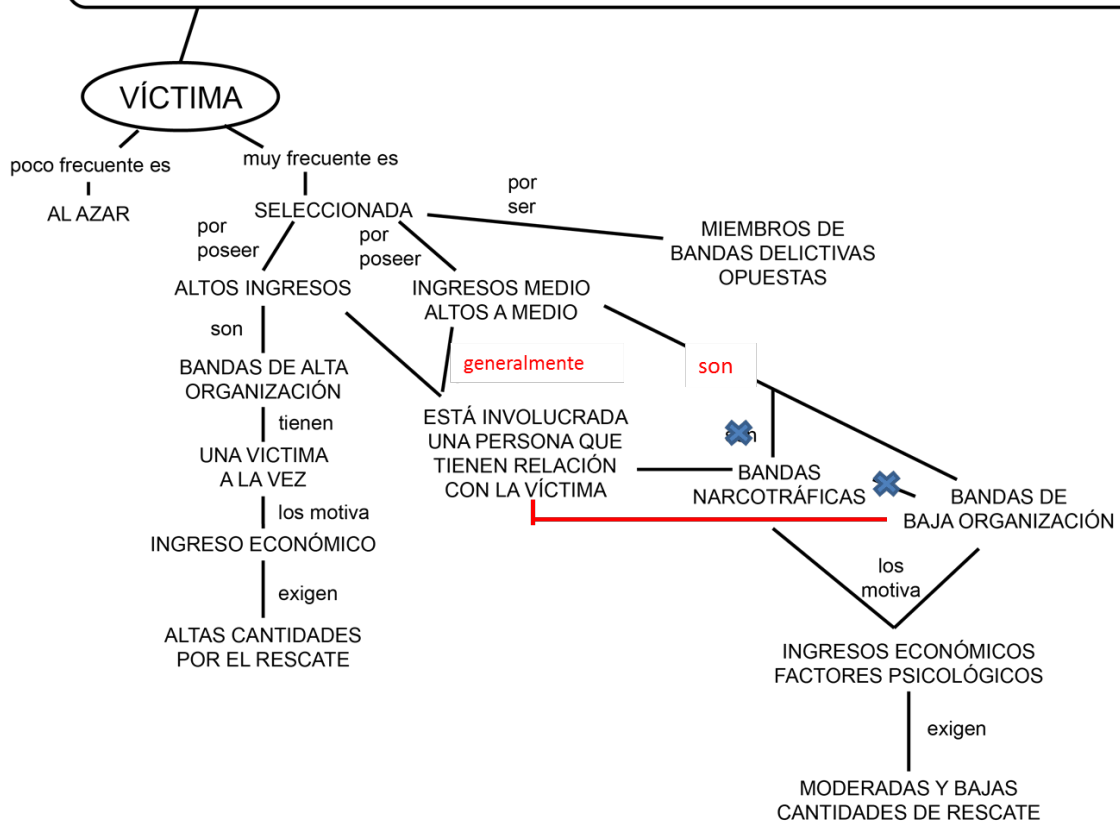 VÍCTIMA
poco frecuente es
muy frecuente es
AL AZAR
SELECCIONADA
por
ser
MIEMBROS DE
BANDAS DELICTIVAS
OPUESTAS
por
poseer
por
poseer
ALTOS INGRESOS
INGRESOS MEDIO
ALTOS A MEDIO
son
generalmente
son
BANDAS DE ALTA
ORGANIZACIÓN
tienen
UNA VICTIMA
A LA VEZ
los motiva
INGRESO ECONÓMICO
exigen
ALTAS CANTIDADES
POR EL RESCATE
ESTÁ INVOLUCRADA
UNA PERSONA QUE
TIENEN RELACIÓN
CON LA VÍCTIMA
BANDAS
NARCOTRÁFICAS
BANDAS DE
BAJA ORGANIZACIÓN
los
motiva
INGRESOS ECONÓMICOS
FACTORES PSICOLÓGICOS
exigen
MODERADAS Y BAJAS
CANTIDADES DE RESCATE